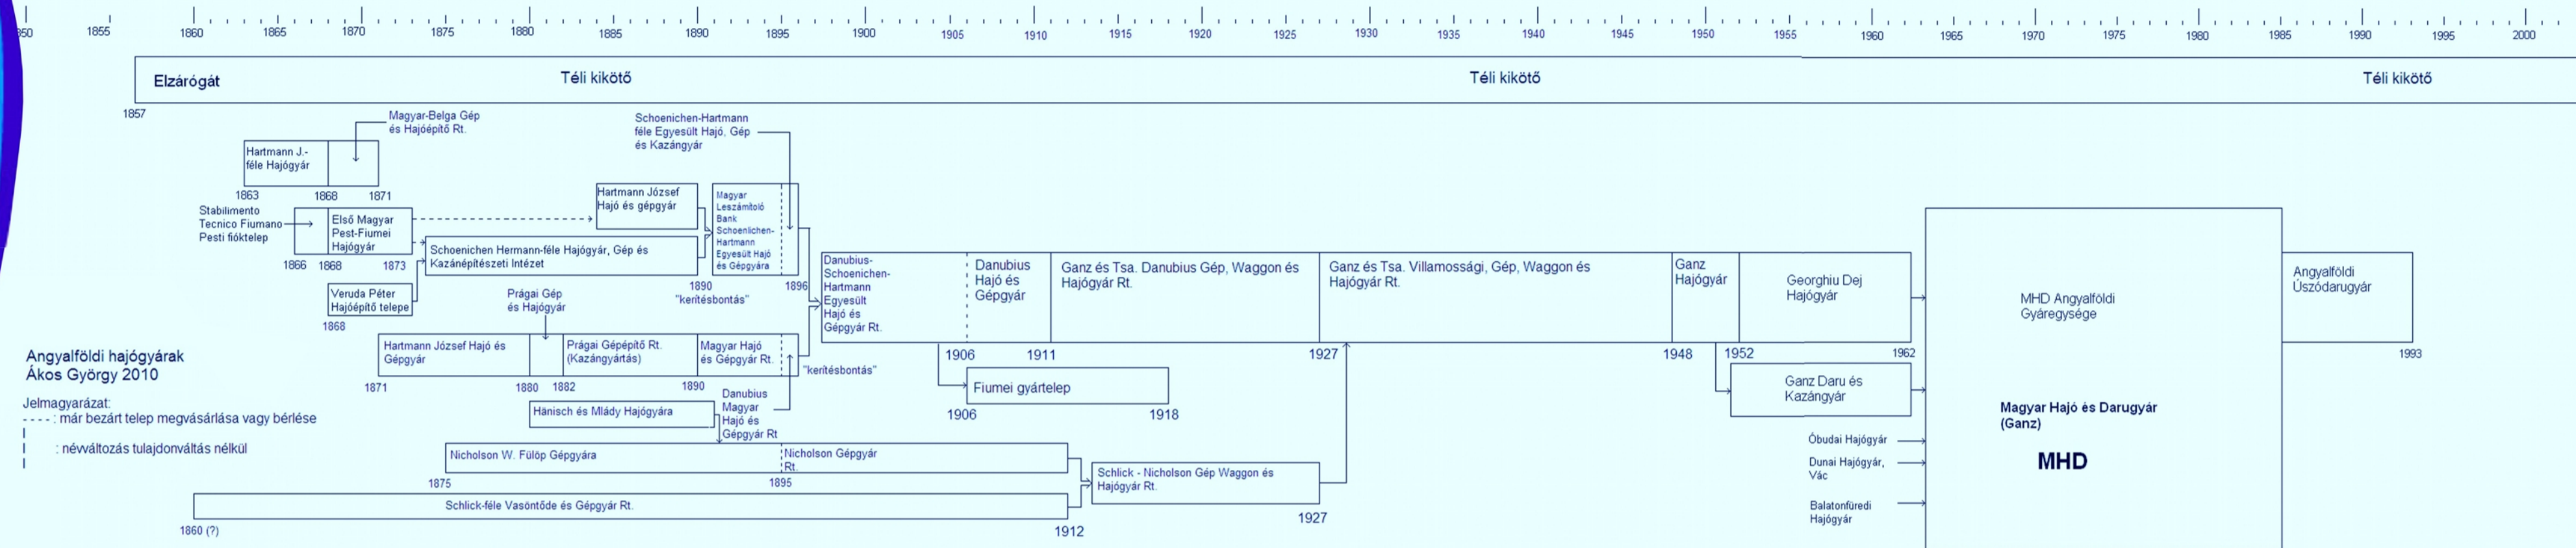 1855 1860 1865 1870 1875 1880 1885 1890 1895 1900 1905 1910 1915 1920 1925 1930 1935 1940 1945 1950 1955 1960 1965 1970 1975 1980 1985 1990 1995 2000
Elzárógát
Téli kikötő
Téli kikötő
Téli kikötő
1857
Magyar-Belga Gép
és Hajóépítő Rt.
Hartmann J.-
féle Hajógyár
1863 1868 1871
Stabilimento
Tecnico Fiumano
Pesti fióktelep
Első Magyar
Pest-Fiumei
Hajógyár
1866 1868 1873
Veruda Péter
Hajóépítő telepe
1868
Schoenichen-Hartmann
féle Egyesült Hajó, Gép
és Kazángyár
Hartmann József
Hajó és gépgyár
Schoenichen Hermann-féle Hajógyár, Gép és
Kazánépítészeti Intézet
1890
"kerítésbontás"
Magyar
Leszámítoló
Bank
Schoenlichen-
Hartmann
Egyesült Hajó
és Gépgyára
1896
Prágai Gép
és Hajógyár
Hartmann József Hajó és
Gépgyár
Prágai Gépépítő Rt.
(Kazángyártás)
Magyar Hajó
és Gépgyár Rt.
"kerítésbontás"
1871 1880 1882 1890
Hänisch és Mlády Hajógyára
Danubius
Magyar
Hajó és
Gépgyár Rt
Nicholson W. Fülöp Gépgyára
Nicholson Gépgyár
Rt.
1875 1895
Schlick-féle Vasöntőde és Gépgyár Rt.
1860 (?)
1912
Schlick - Nicholson Gép Waggon és
Hajógyár Rt.
1927
Danubius-
Schoenichen-
Hartmann
Egyesült
Hajó és
Gépgyár Rt.
Danubius
Hajó és
Gépgyár
Ganz és Tsa. Danubius Gép, Waggon és
Hajógyár Rt.
Ganz és Tsa. Villamossági, Gép, Waggon és
Hajógyár Rt.
Ganz
Hajógyár
Georghiu Dej
Hajógyár
1906 1911 1927 1948 1952 1962
Fiumei gyártelep
1906 1918
Ganz Daru és
Kazángyár
Óbudai Hajógyár
Dunai Hajógyár,
Vác
Balatonfüredi
Hajógyár
MHD Angyalföldi
Gyáregysége
Magyar Hajó és Darugyár
(Ganz)
MHD
Angyalföldi
Úszódarugyár
1993
Angyalföldi hajógyárak
Ákos György 2010
Jelmagyarázat:
----: már bezárt telep megvásárlása vagy bérlése
: névváltozás tulajdonváltás nélkül